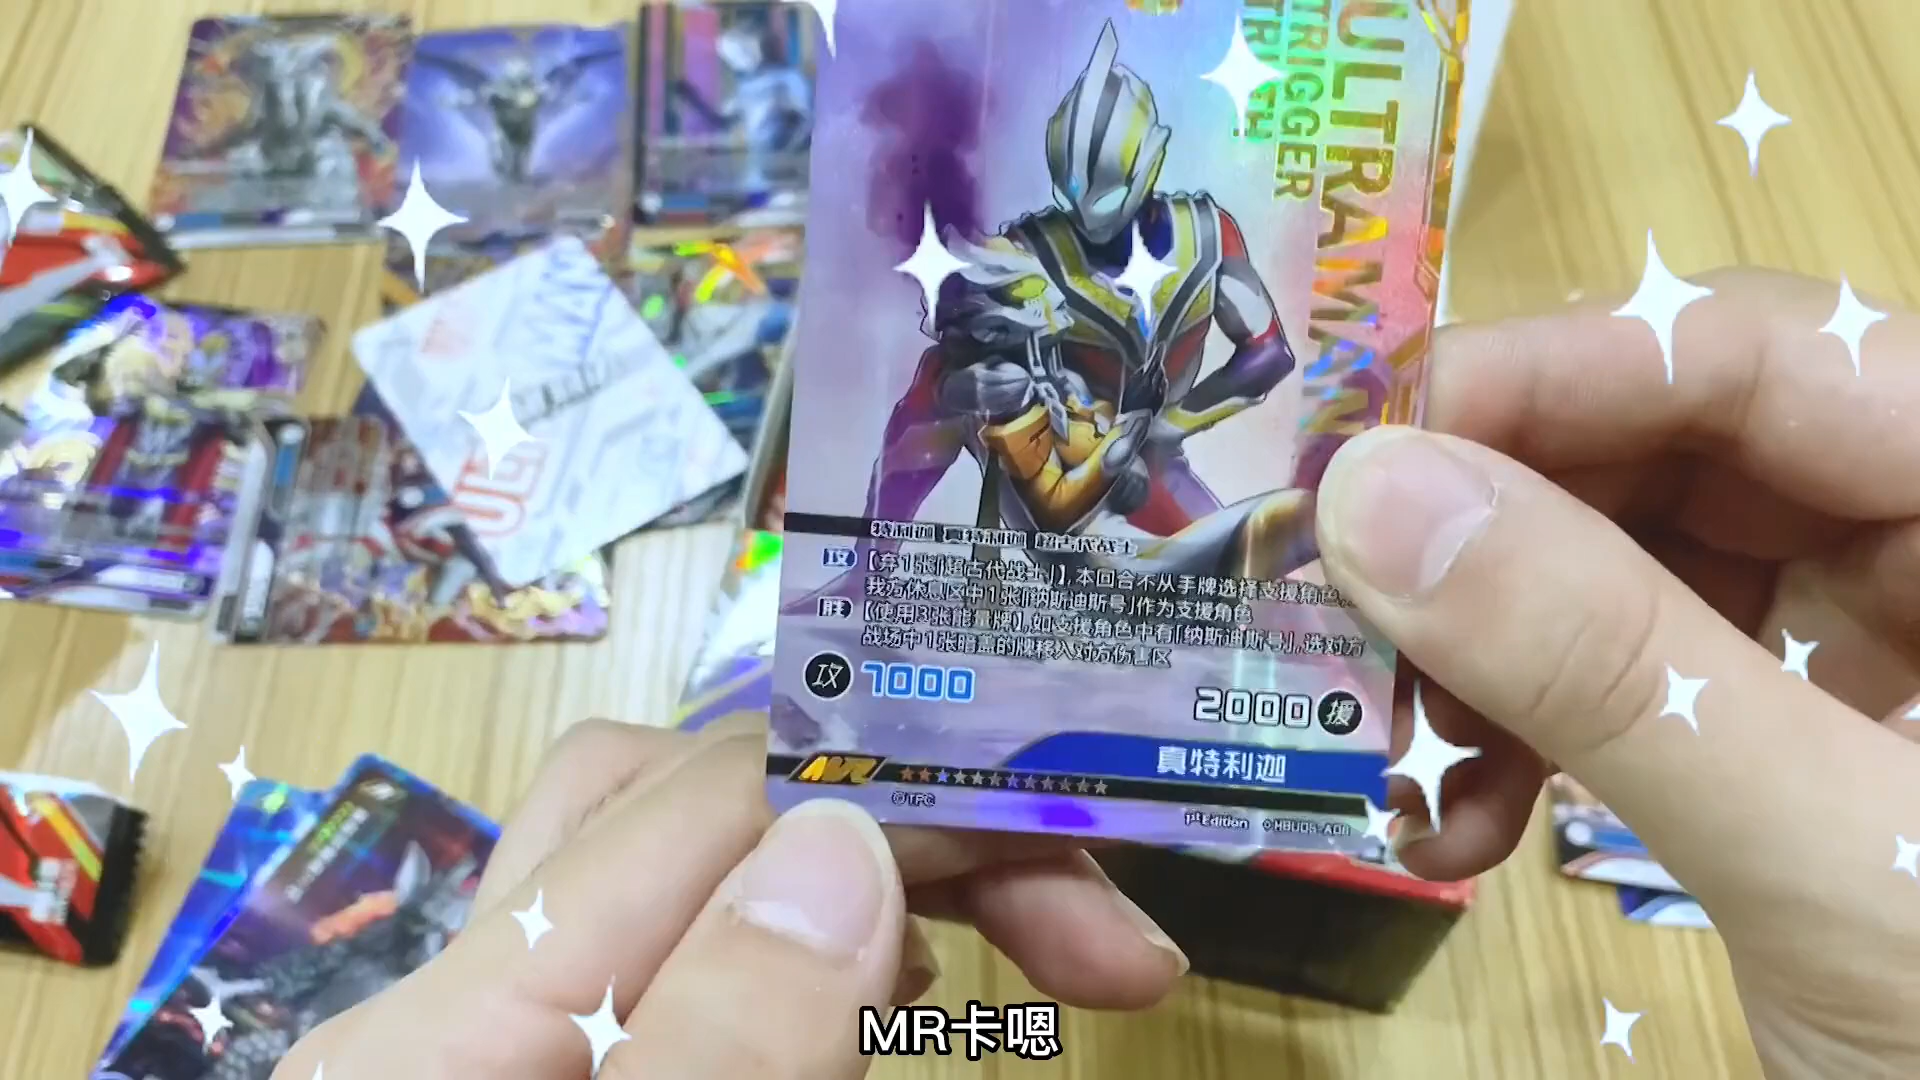 ULTRAMAN
TRIGGER
TRUTH
特利迦 真特利迦 超古代战士
攻 【弃1张「超古代战士」】,本回合不从手牌选择支援角色,
我方休息区中1张「纳斯迪斯号」作为支援角色
胜 【使用3张能量牌】,如支援角色中有「纳斯迪斯号」,选对方
战场中1张暗盖的牌移入对方伤害区
攻 7000
2000 援
真特利迦
©TPC
1st Edition
MR卡嗯